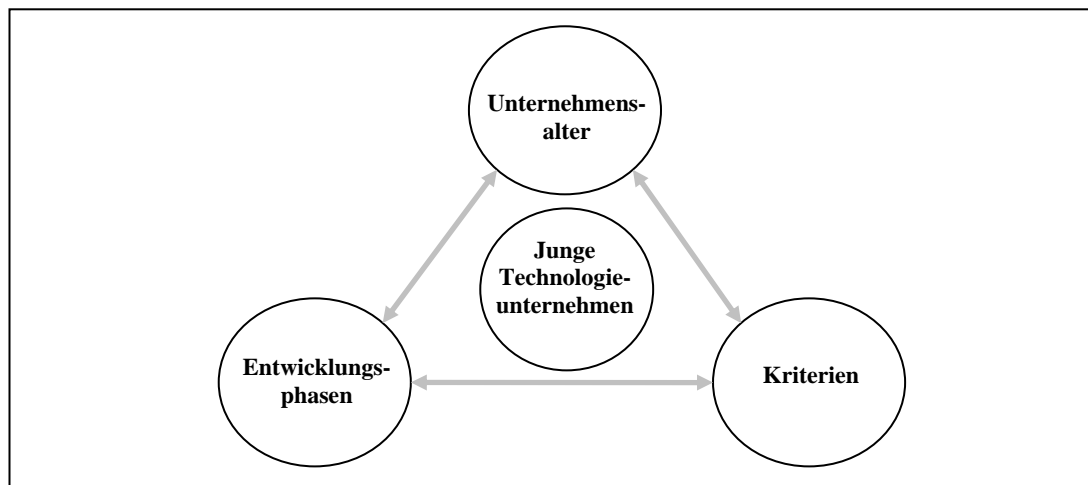 Unternehmens-
alter
Junge
Technologie-
unternehmen
Entwicklungs-
phasen
Kriterien